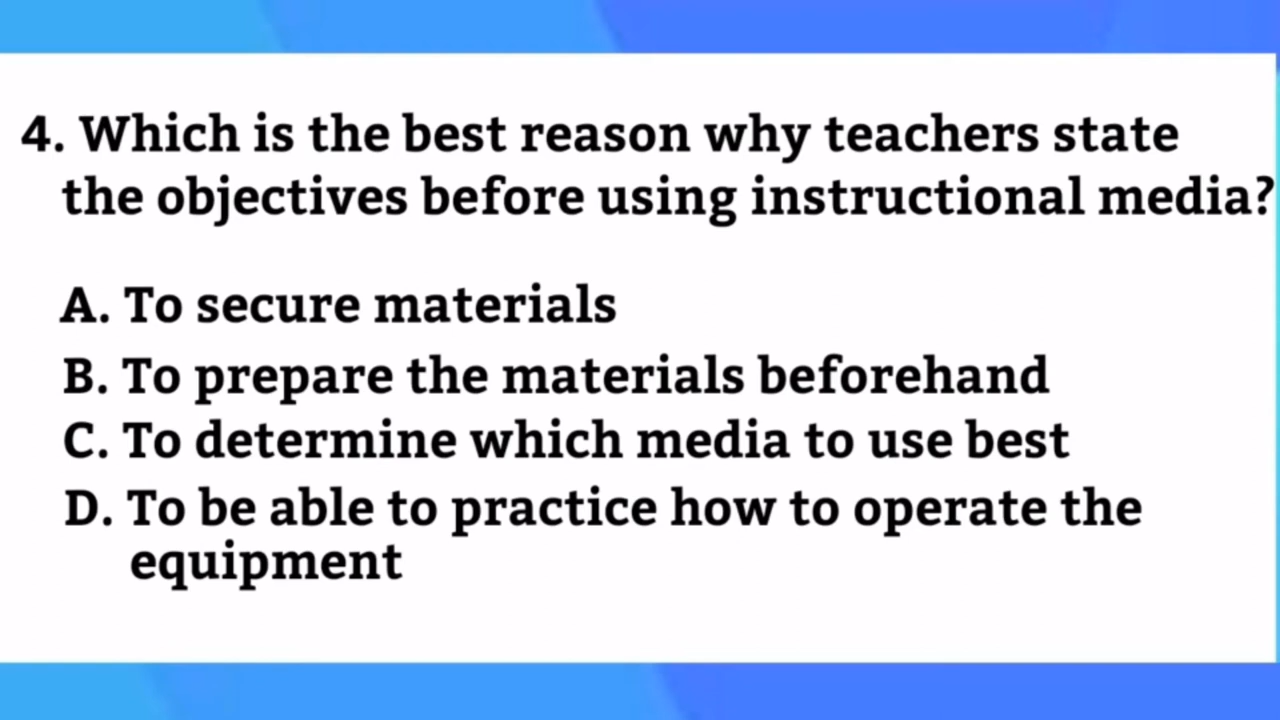 4. Which is the best reason why teachers state
the objectives before using instructional media?
A. To secure materials
B. To prepare the materials beforehand
C. To determine which media to use best
D. To be able to practice how to operate the
equipment